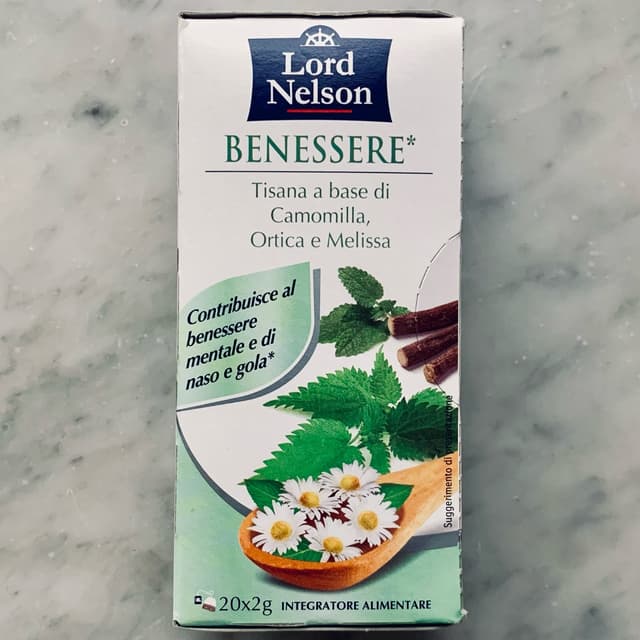 Lord
Nelson
BENESSERE*
Tisana a base di
Camomilla,
Ortica e Melissa
Contribuisce al
benessere
mentale e di
naso e gola*
Suggerimento di
20x2g INTEGRATORE ALIMENTARE